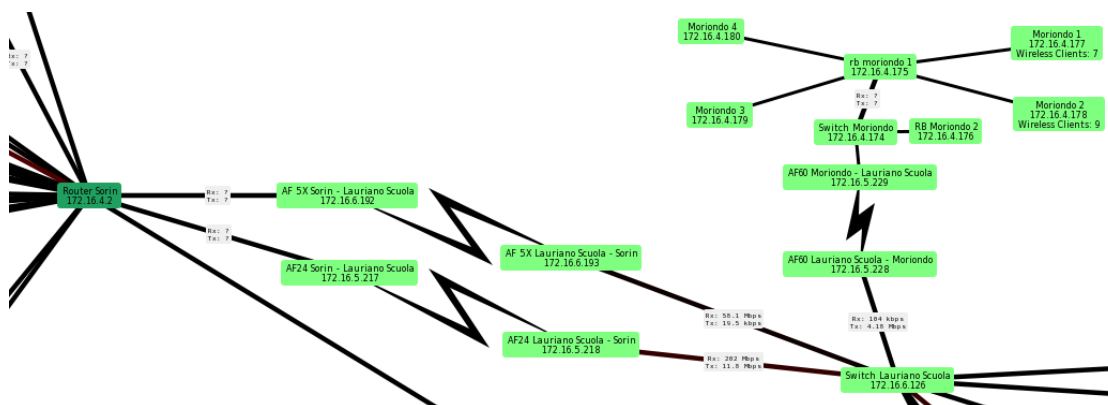 Moriondo 4
172.16.4.180
Moriondo 1
172.16.4.177
Wireless Clients: 7
rb moriondo 1
172.16.4.175
Rx: ?
Tx: ?
Rx: ?
Tx: ?
Moriondo 3
172.16.4.179
Moriondo 2
172.16.4.178
Wireless Clients: 9
Switch Moriondo
172.16.4.174
RB Moriondo 2
172.16.4.176
AF60 Moriondo - Lauriano Scuola
172.16.5.229
Router Sorin
172.16.4.2
Rx: ?
Tx: ?
AF 5X Sorin - Lauriano Scuola
172.16.6.192
Rx: ?
Tx: ?
AF 5X Lauriano Scuola - Sorin
172.16.6.193
AF60 Lauriano Scuola - Moriondo
172.16.5.228
AF24 Sorin - Lauriano Scuola
172.16.5.217
Rx: 58.1 Mbps
Tx: 19.5 kbps
Rx: 104 kbps
Tx: 4.18 Mbps
AF24 Lauriano Scuola - Sorin
172.16.5.218
Rx: 202 Mbps
Tx: 11.8 Mbps
Switch Lauriano Scuola
172.16.6.126